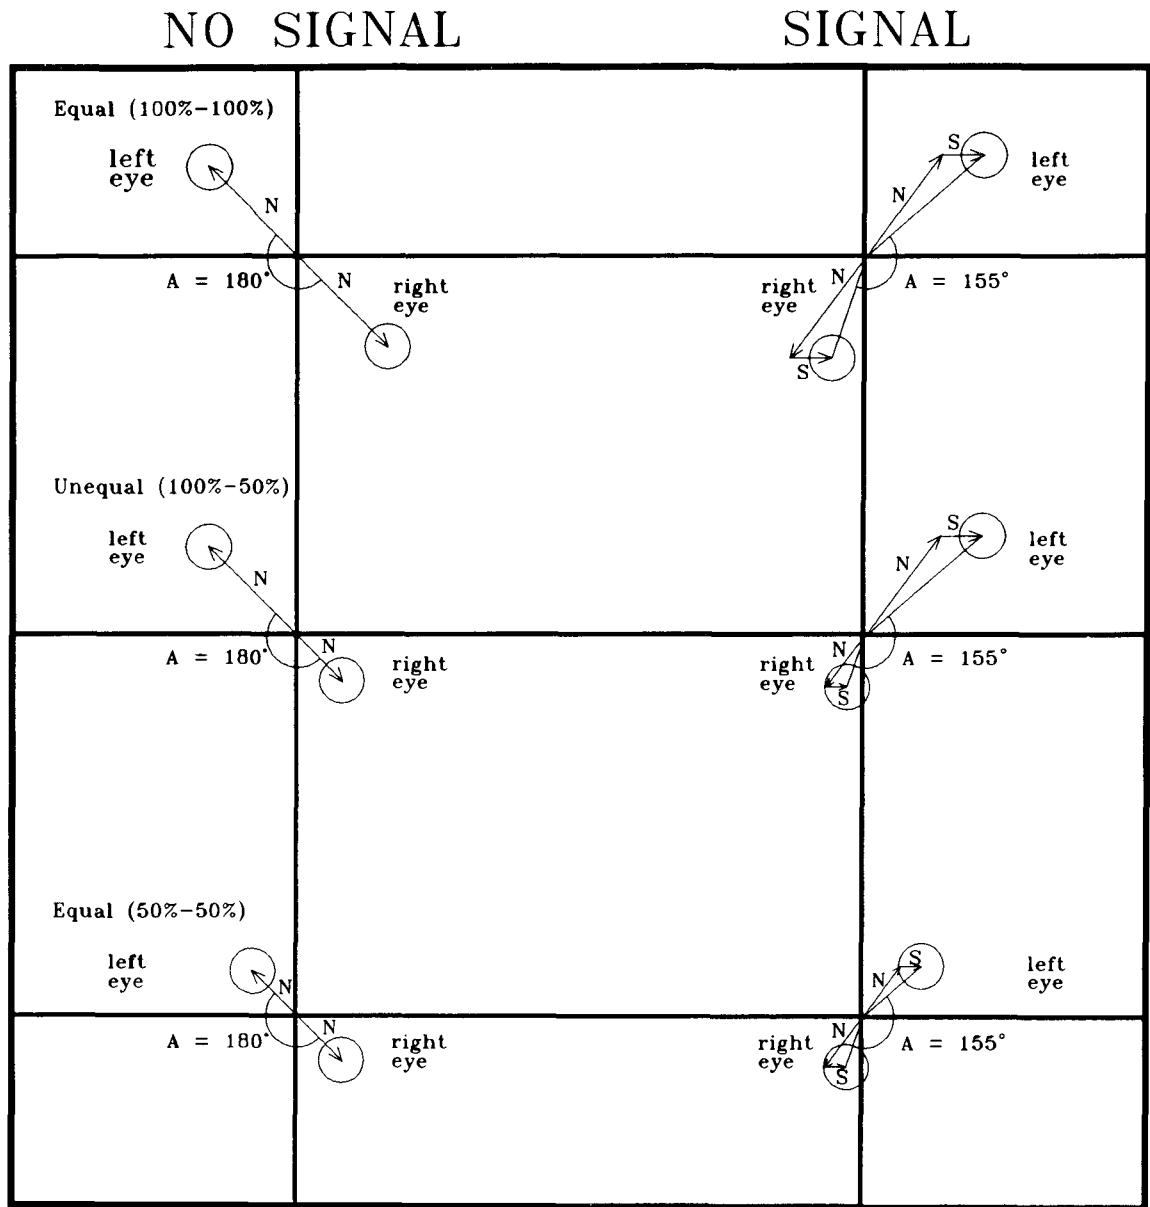 NO SIGNAL
SIGNAL
Equal (100%-100%)
left
eye
N
A = 180°
N
right
eye
S
left
eye
N
right
eye
N
A = 155°
S
Unequal (100%-50%)
left
eye
N
A = 180°
N
right
eye
S
left
eye
N
right
eye
N
A = 155°
S
Equal (50%-50%)
left
eye
N
A = 180°
N
right
eye
S
left
eye
N
right
eye
N
A = 155°
S